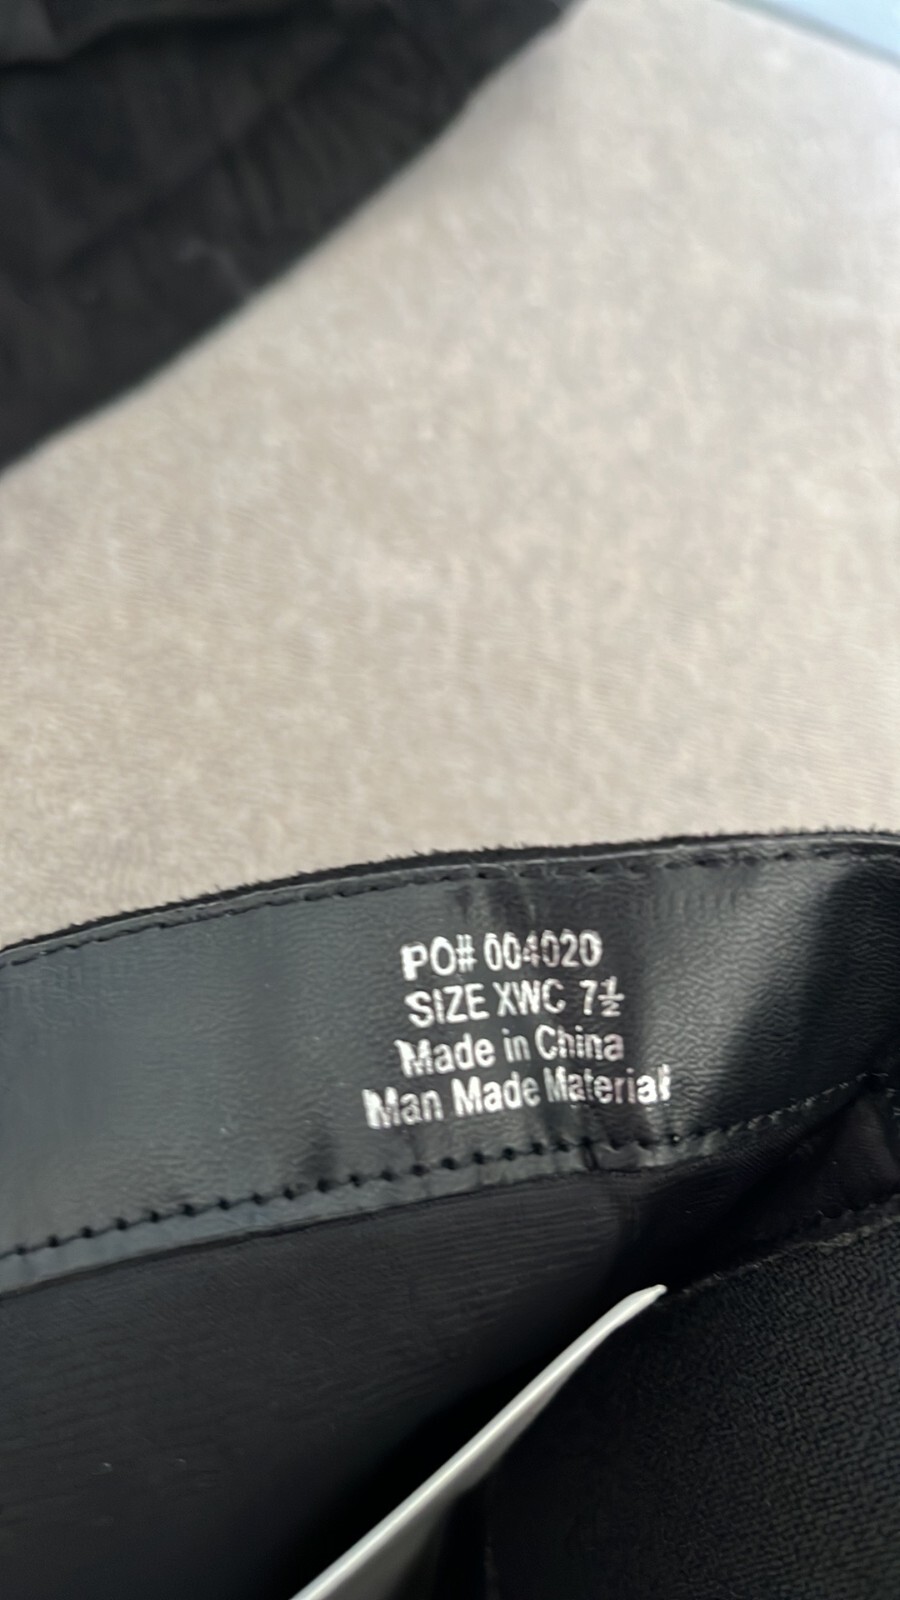 PO# 004020
SIZE XWC 7½
Made in China
Man Made Material